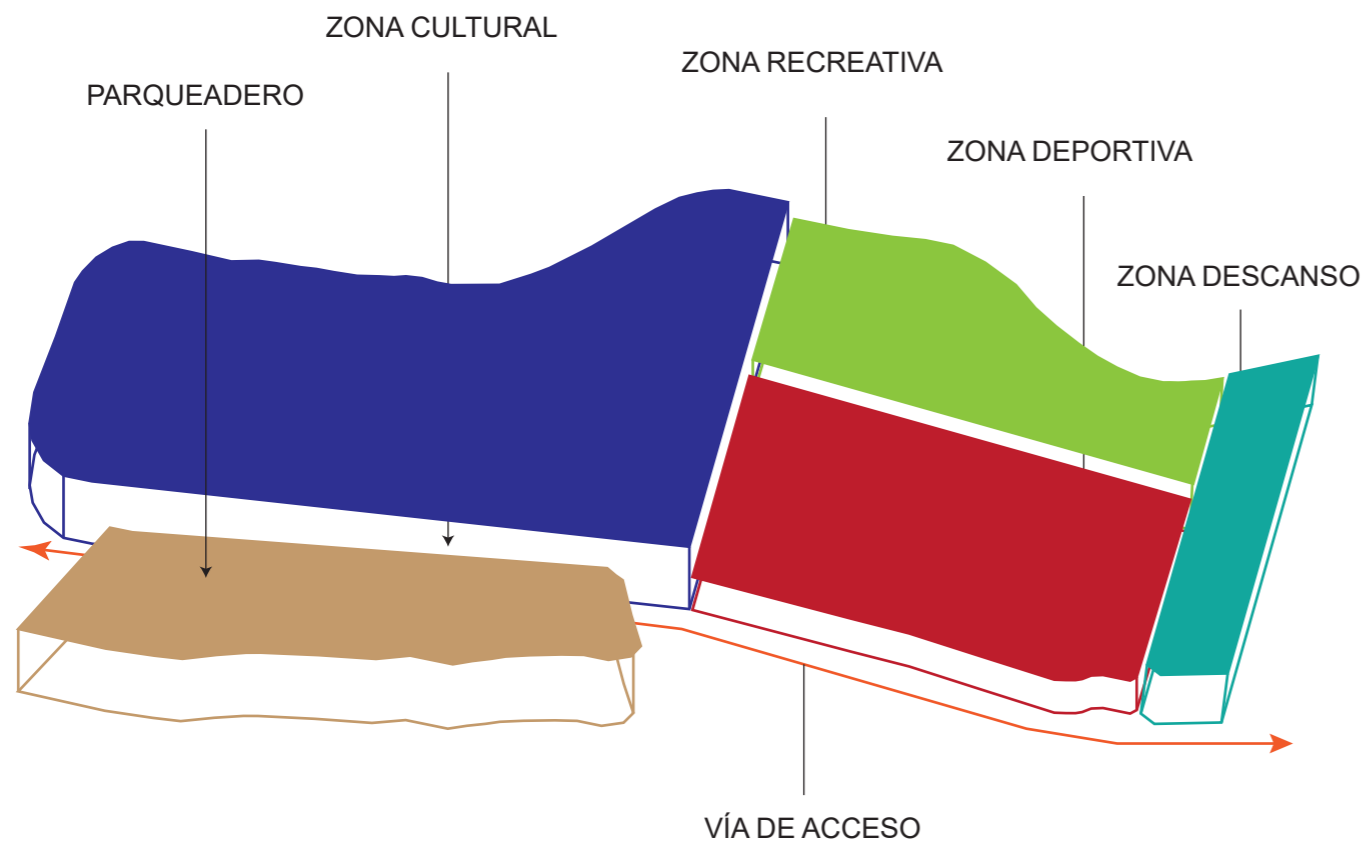 ZONA CULTURAL
ZONA RECREATIVA
PARQUEADERO
ZONA DEPORTIVA
ZONA DESCANSO
VÍA DE ACCESO